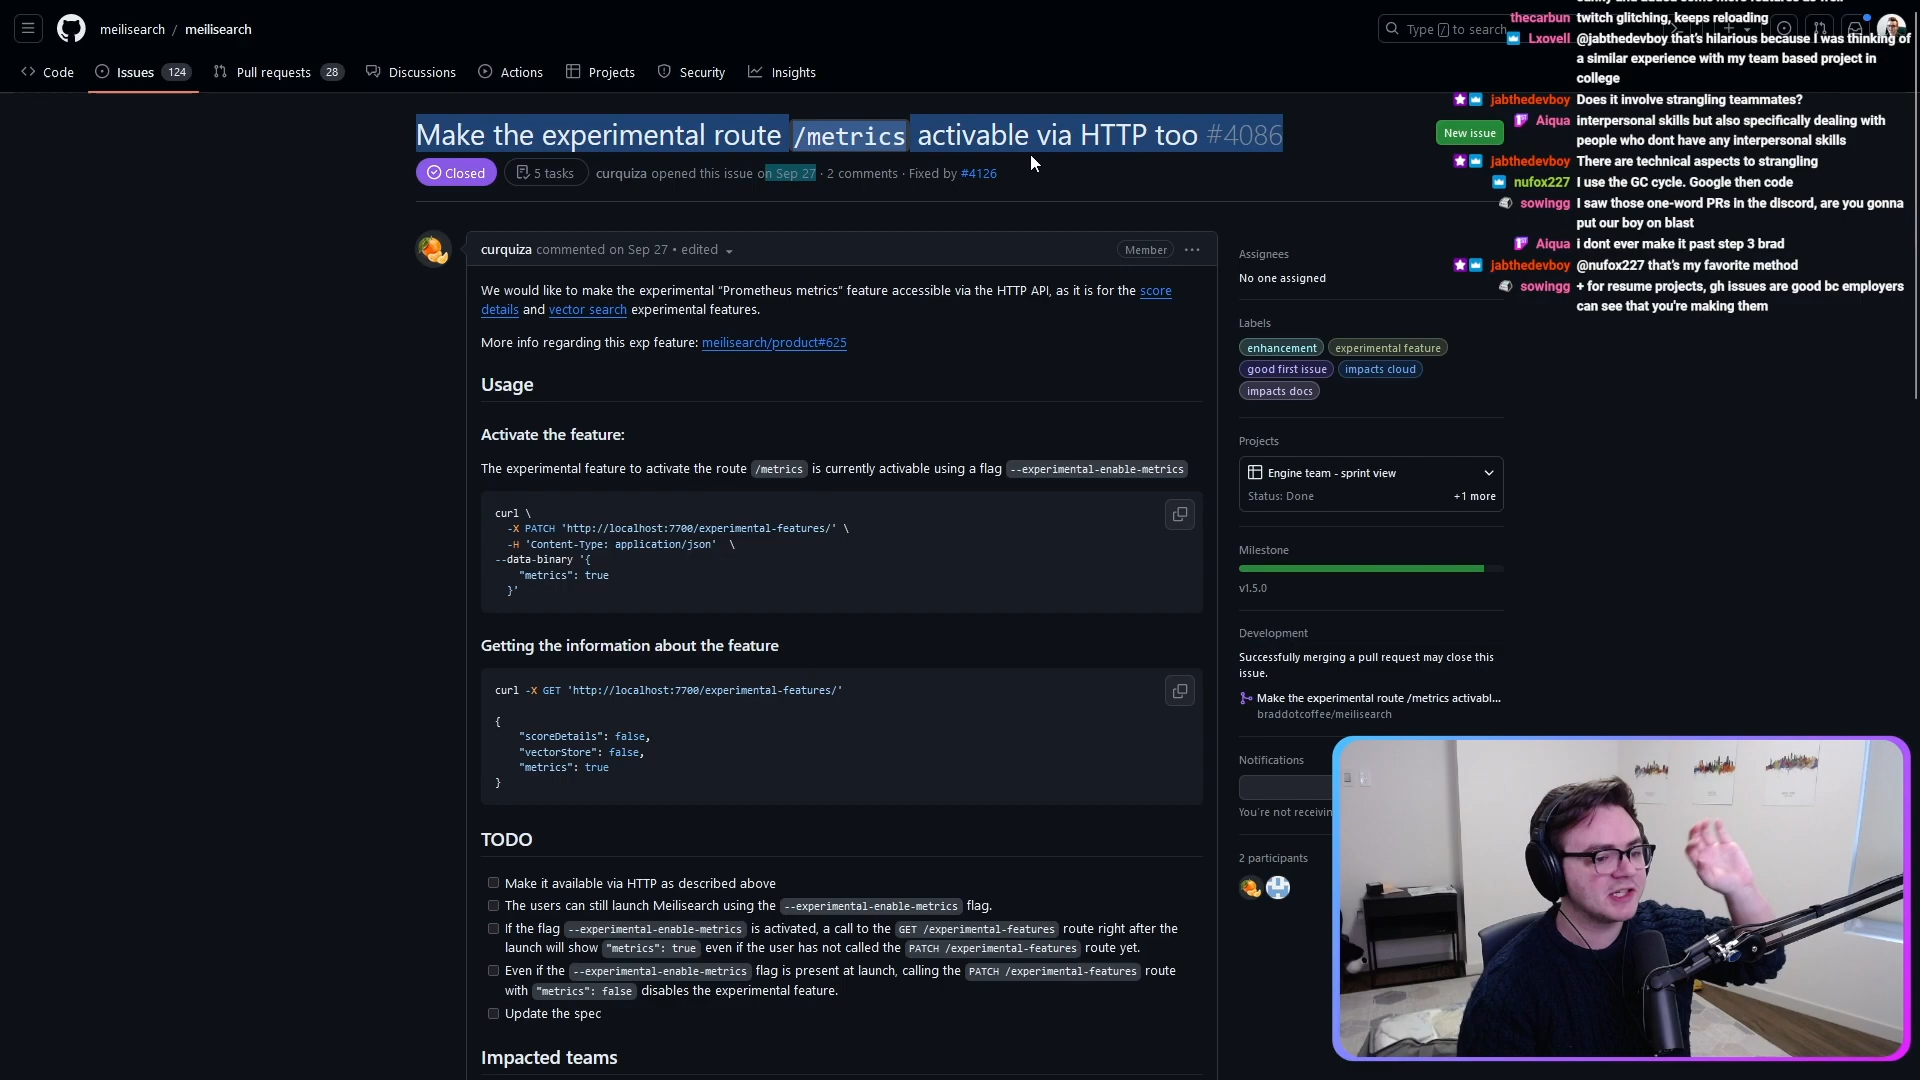 meilisearch / meilisearch
Type / to search
Code
Issues 124
Pull requests 28
Discussions
Actions
Projects
Security
Insights
Make the experimental route /metrics activable via HTTP too #4086
New issue
Closed
5 tasks
curquiza opened this issue on Sep 27 · 2 comments · Fixed by #4126
curquiza commented on Sep 27 • edited
Member
We would like to make the experimental “Prometheus metrics” feature accessible via the HTTP API, as it is for the score
details and vector search experimental features.
More info regarding this exp feature: meilisearch/product#625
Usage
Activate the feature:
The experimental feature to activate the route /metrics is currently activable using a flag --experimental-enable-metrics
curl \
-X PATCH 'http://localhost:7700/experimental-features/' \
-H 'Content-Type: application/json' \
--data-binary '{
"metrics": true
}'
Getting the information about the feature
curl -X GET 'http://localhost:7700/experimental-features/'
{
"scoreDetails": false,
"vectorStore": false,
"metrics": true
}
TODO
Make it available via HTTP as described above
The users can still launch Meilisearch using the --experimental-enable-metrics flag.
If the flag --experimental-enable-metrics is activated, a call to the GET /experimental-features route right after the
launch will show "metrics": true even if the user has not called the PATCH /experimental-features route yet.
Even if the --experimental-enable-metrics flag is present at launch, calling the PATCH /experimental-features route
with "metrics": false disables the experimental feature.
Update the spec
Impacted teams
Assignees
No one assigned
Labels
enhancement
experimental feature
good first issue
impacts cloud
impacts docs
Projects
Engine team - sprint view
Status: Done
+1 more
Milestone
v1.5.0
Development
Successfully merging a pull request may close this
issue.
Make the experimental route /metrics activabl...
braddotcoffee/meilisearch
Notifications
You're not receivin
2 participants
thecarbun twitch glitching, keeps reloading
Lxovell @jabthedevboy that's hilarious because I was thinking of
a similar experience with my team based project in
college
jabthedevboy Does it involve strangling teammates?
Aiqua interpersonal skills but also specifically dealing with
people who dont have any interpersonal skills
jabthedevboy There are technical aspects to strangling
nufox227 I use the GC cycle. Google then code
sowingg I saw those one-word PRs in the discord, are you gonna
put our boy on blast
Aiqua i dont ever make it past step 3 brad
jabthedevboy @nufox227 that's my favorite method
sowingg + for resume projects, gh issues are good bc employers
can see that you're making them